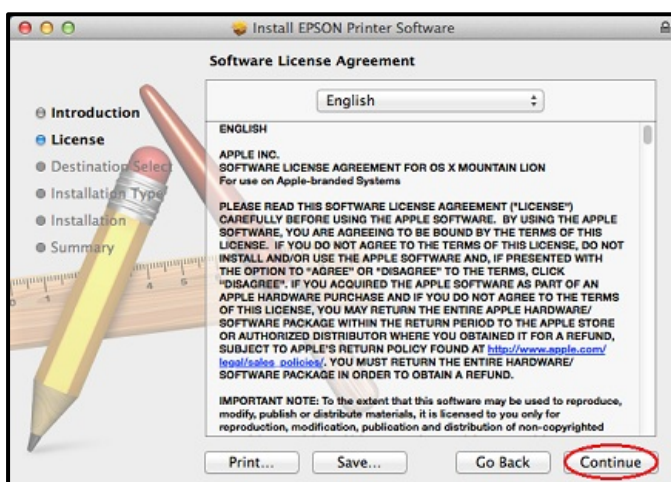 Install EPSON Printer Software
Software License Agreement
English
Introduction
License
Destination Select
Installation Type
Installation
Summary
ENGLISH
APPLE INC.
SOFTWARE LICENSE AGREEMENT FOR OS X MOUNTAIN LION
For use on Apple-branded Systems
PLEASE READ THIS SOFTWARE LICENSE AGREEMENT ("LICENSE")
CAREFULLY BEFORE USING THE APPLE SOFTWARE. BY USING THE APPLE
SOFTWARE, YOU ARE AGREEING TO BE BOUND BY THE TERMS OF THIS
LICENSE. IF YOU DO NOT AGREE TO THE TERMS OF THIS LICENSE, DO NOT
INSTALL AND/OR USE THE APPLE SOFTWARE AND, IF PRESENTED WITH
THE OPTION TO "AGREE" OR "DISAGREE" TO THE TERMS, CLICK
"DISAGREE". IF YOU ACQUIRED THE APPLE SOFTWARE AS PART OF AN
APPLE HARDWARE PURCHASE AND IF YOU DO NOT AGREE TO THE TERMS
OF THIS LICENSE, YOU MAY RETURN THE ENTIRE APPLE HARDWARE/
SOFTWARE PACKAGE WITHIN THE RETURN PERIOD TO THE APPLE STORE
OR AUTHORIZED DISTRIBUTOR WHERE YOU OBTAINED IT FOR A REFUND,
SUBJECT TO APPLE'S RETURN POLICY FOUND AT http://www.apple.com/
legal/sales_policies/. YOU MUST RETURN THE ENTIRE HARDWARE/
SOFTWARE PACKAGE IN ORDER TO OBTAIN A REFUND.
IMPORTANT NOTE: To the extent that this software may be used to reproduce,
modify, publish or distribute materials, it is licensed to you only for
reproduction, modification, publication and distribution of non-copyrighted
4 5
Print... Save... Go Back Continue